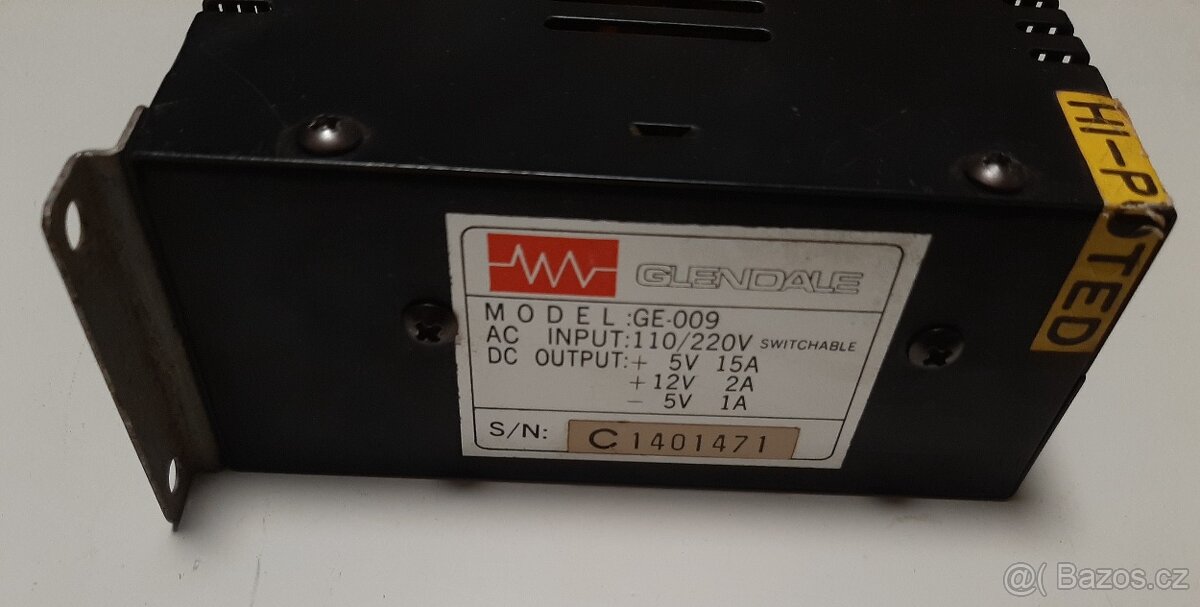 HI-POTED
GLENDALE
MODEL:GE-009
AC INPUT:110/220V SWITCHABLE
DC OUTPUT:+ 5V 15A
+12V 2A
- 5V 1A
S/N: C1401471
@( Bazos.cz